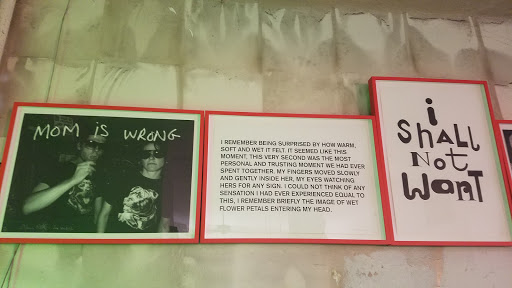 MOM is WRONG
I REMEMBER BEING SURPRISED BY HOW WARM,
SOFT AND WET IT FELT. IT SEEMED LIKE THIS
MOMENT, THIS VERY SECOND WAS THE MOST
PERSONAL AND TRUSTING MOMENT WE HAD EVER
SPENT TOGETHER. MY FINGERS MOVED SLOWLY
AND GENTLY INSIDE HER, MY EYES WATCHING
HERS FOR ANY SIGN. I COULD NOT THINK OF ANY
SENSATION I HAD EVER EXPERIENCED EQUAL TO
THIS. I REMEMBER BRIEFLY THE IMAGE OF WET
FLOWER PETALS ENTERING MY HEAD.
i
SHaLL
Not
WaNt